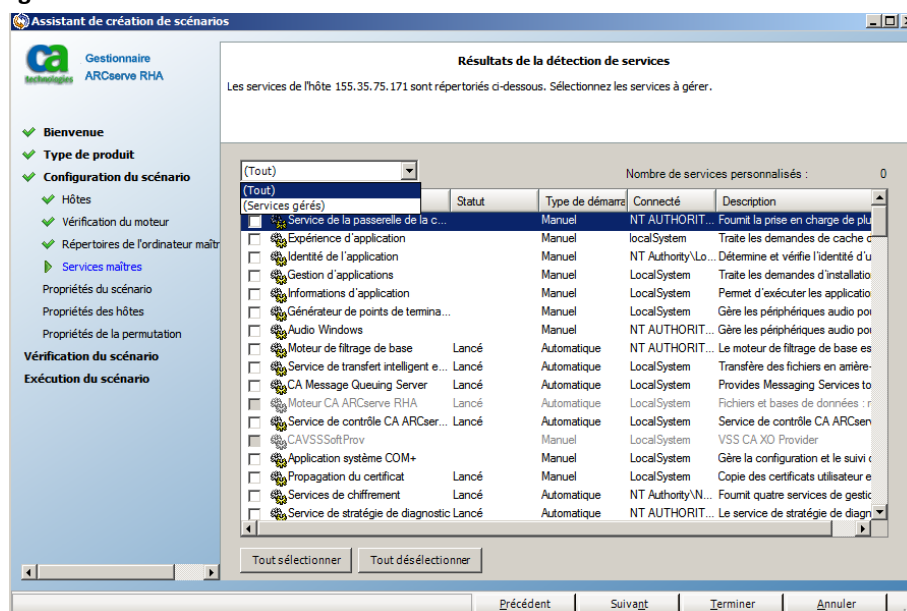 Assistant de création de scénarios
ca
technologies
Gestionnaire
ARCserve RHA
Bienvenue
Type de produit
Configuration du scénario
Hôtes
Vérification du moteur
Répertoires de l'ordinateur maîtr
Services maîtres
Propriétés du scénario
Propriétés des hôtes
Propriétés de la permutation
Vérification du scénario
Exécution du scénario
Résultats de la détection de services
Les services de l'hôte 155.35.75.171 sont répertoriés ci-dessous. Sélectionnez les services à gérer.
(Tout) Nombre de services personnalisés : 0
(Tout)
(Services gérés)
Statut Type de démarra Connecté Description
Service de la passerelle de la c... Manuel NT AUTHORIT... Fournit la prise en charge de plu
Expérience d'application Manuel localSystem Traite les demandes de cache d
Identité de l'application Manuel NT Authority\Lo... Détermine et vérifie l'identité d'u
Gestion d'applications Manuel LocalSystem Traite les demandes d'installatio
Informations d'application Manuel LocalSystem Permet d'exécuter les applicatio
Générateur de points de termina... Manuel LocalSystem Gère les périphériques audio pou
Audio Windows Manuel NT AUTHORIT... Gère les périphériques audio pou
Moteur de filtrage de base Lancé Automatique NT AUTHORIT... Le moteur de filtrage de base es
Service de transfert intelligent e... Lancé Automatique LocalSystem Transfère des fichiers en arrière-
CA Message Queuing Server Lancé Automatique LocalSystem Provides Messaging Services to
Moteur CA ARCserve RHA Lancé Automatique LocalSystem Fichiers et bases de données : r
Service de contrôle CA ARCser... Lancé Automatique LocalSystem Service de contrôle CA ARCserv
CAVSSSoftProv Manuel LocalSystem VSS CA XO Provider
Application système COM+ Manuel LocalSystem Gère la configuration et le suivi d
Propagation du certificat Lancé Manuel LocalSystem Copie des certificats utilisateur e
Services de chiffrement Lancé Automatique NT Authority\N... Fournit quatre services de gestio
Service de stratégie de diagnostic Lancé Automatique NT AUTHORIT... Le service de stratégie de diagn
Tout sélectionner Tout désélectionner
Précédent Suivant Terminer Annuler